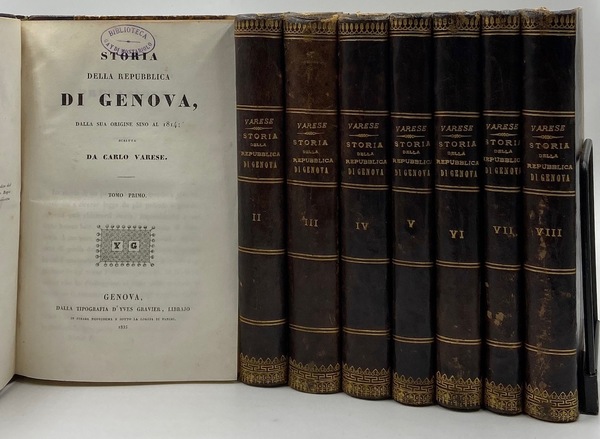 BIBLIOTECA
STORIA
DELLA REPUBBLICA
DI GENOVA,
DALLA SUA ORIGINE SINO AL 1814:
SCRITTA
DA CARLO VARESE.
TOMO PRIMO.
Y G
GENOVA,
DALLA TIPOGRAFIA D'YVES GRAVIER, LIBRAIO
1835
VARESE
STORIA
DELLA
REPUBBLICA
DI GENOVA
II
VARESE
STORIA
DELLA
REPUBBLICA
DI GENOVA
III
VARESE
STORIA
DELLA
REPUBBLICA
DI GENOVA
IV
VARESE
STORIA
DELLA
REPUBBLICA
DI GENOVA
V
VARESE
STORIA
DELLA
REPUBBLICA
DI GENOVA
VI
VARESE
STORIA
DELLA
REPUBBLICA
DI GENOVA
VII
VARESE
STORIA
DELLA
REPUBBLICA
DI GENOVA
VIII